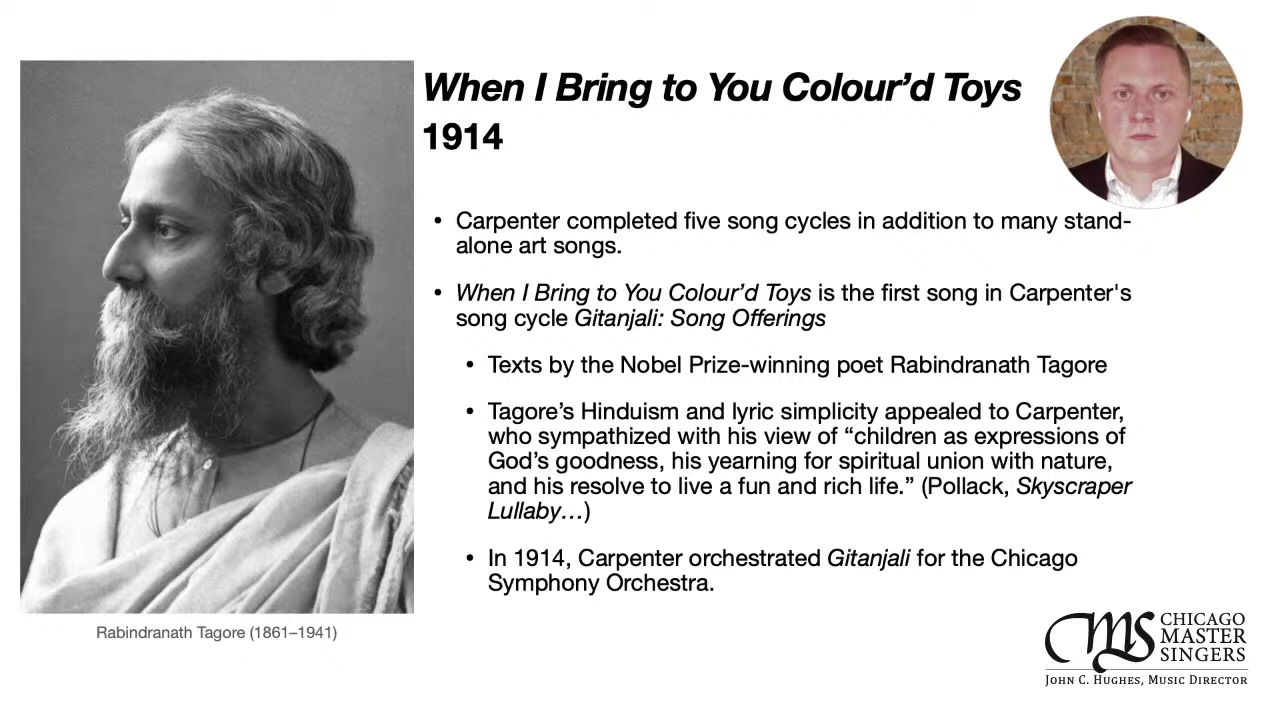 When I Bring to You Colour’d Toys
1914
• Carpenter completed five song cycles in addition to many stand-
alone art songs.
• When I Bring to You Colour’d Toys is the first song in Carpenter's
song cycle Gitanjali: Song Offerings
• Texts by the Nobel Prize-winning poet Rabindranath Tagore
• Tagore’s Hinduism and lyric simplicity appealed to Carpenter,
who sympathized with his view of “children as expressions of
God’s goodness, his yearning for spiritual union with nature,
and his resolve to live a fun and rich life.” (Pollack, Skyscraper
Lullaby…)
• In 1914, Carpenter orchestrated Gitanjali for the Chicago
Symphony Orchestra.
Rabindranath Tagore (1861–1941)
CMS
CHICAGO
MASTER
SINGERS
JOHN C. HUGHES, MUSIC DIRECTOR